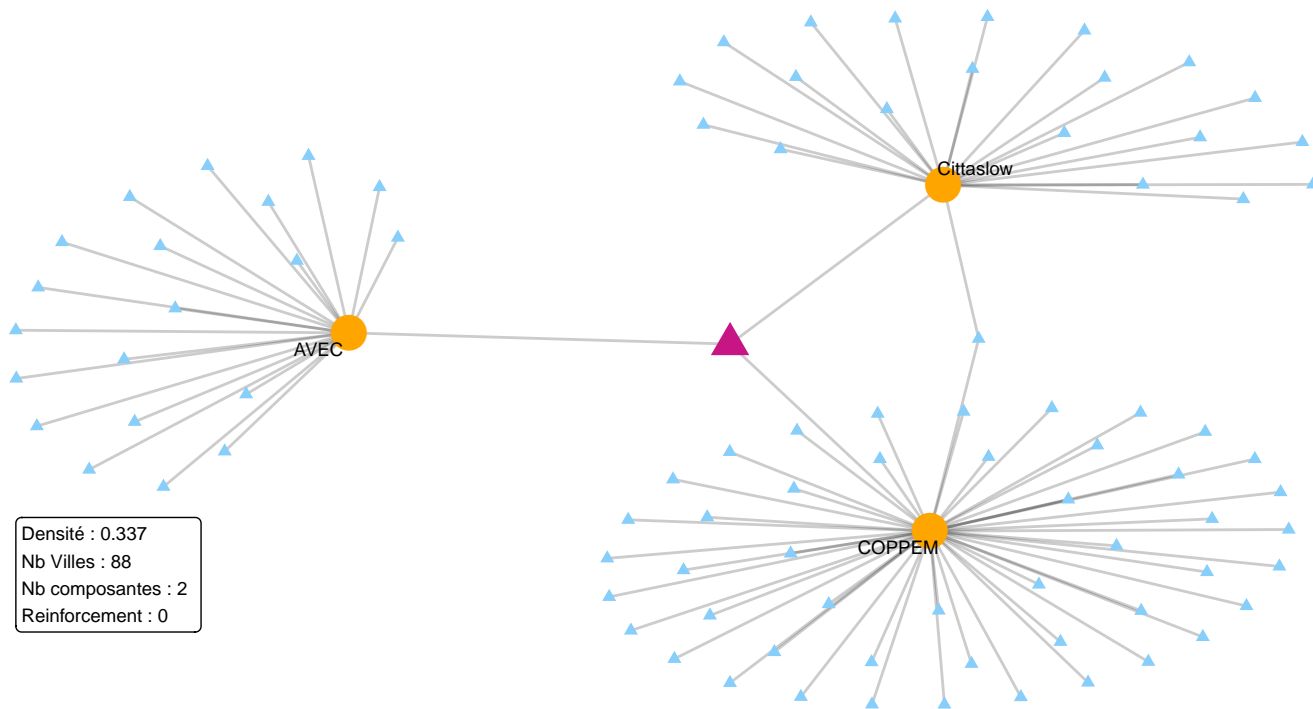 Cittaslow
AVEC
COPPEM
Densité : 0.337
Nb Villes : 88
Nb composantes : 2
Reinforcement : 0